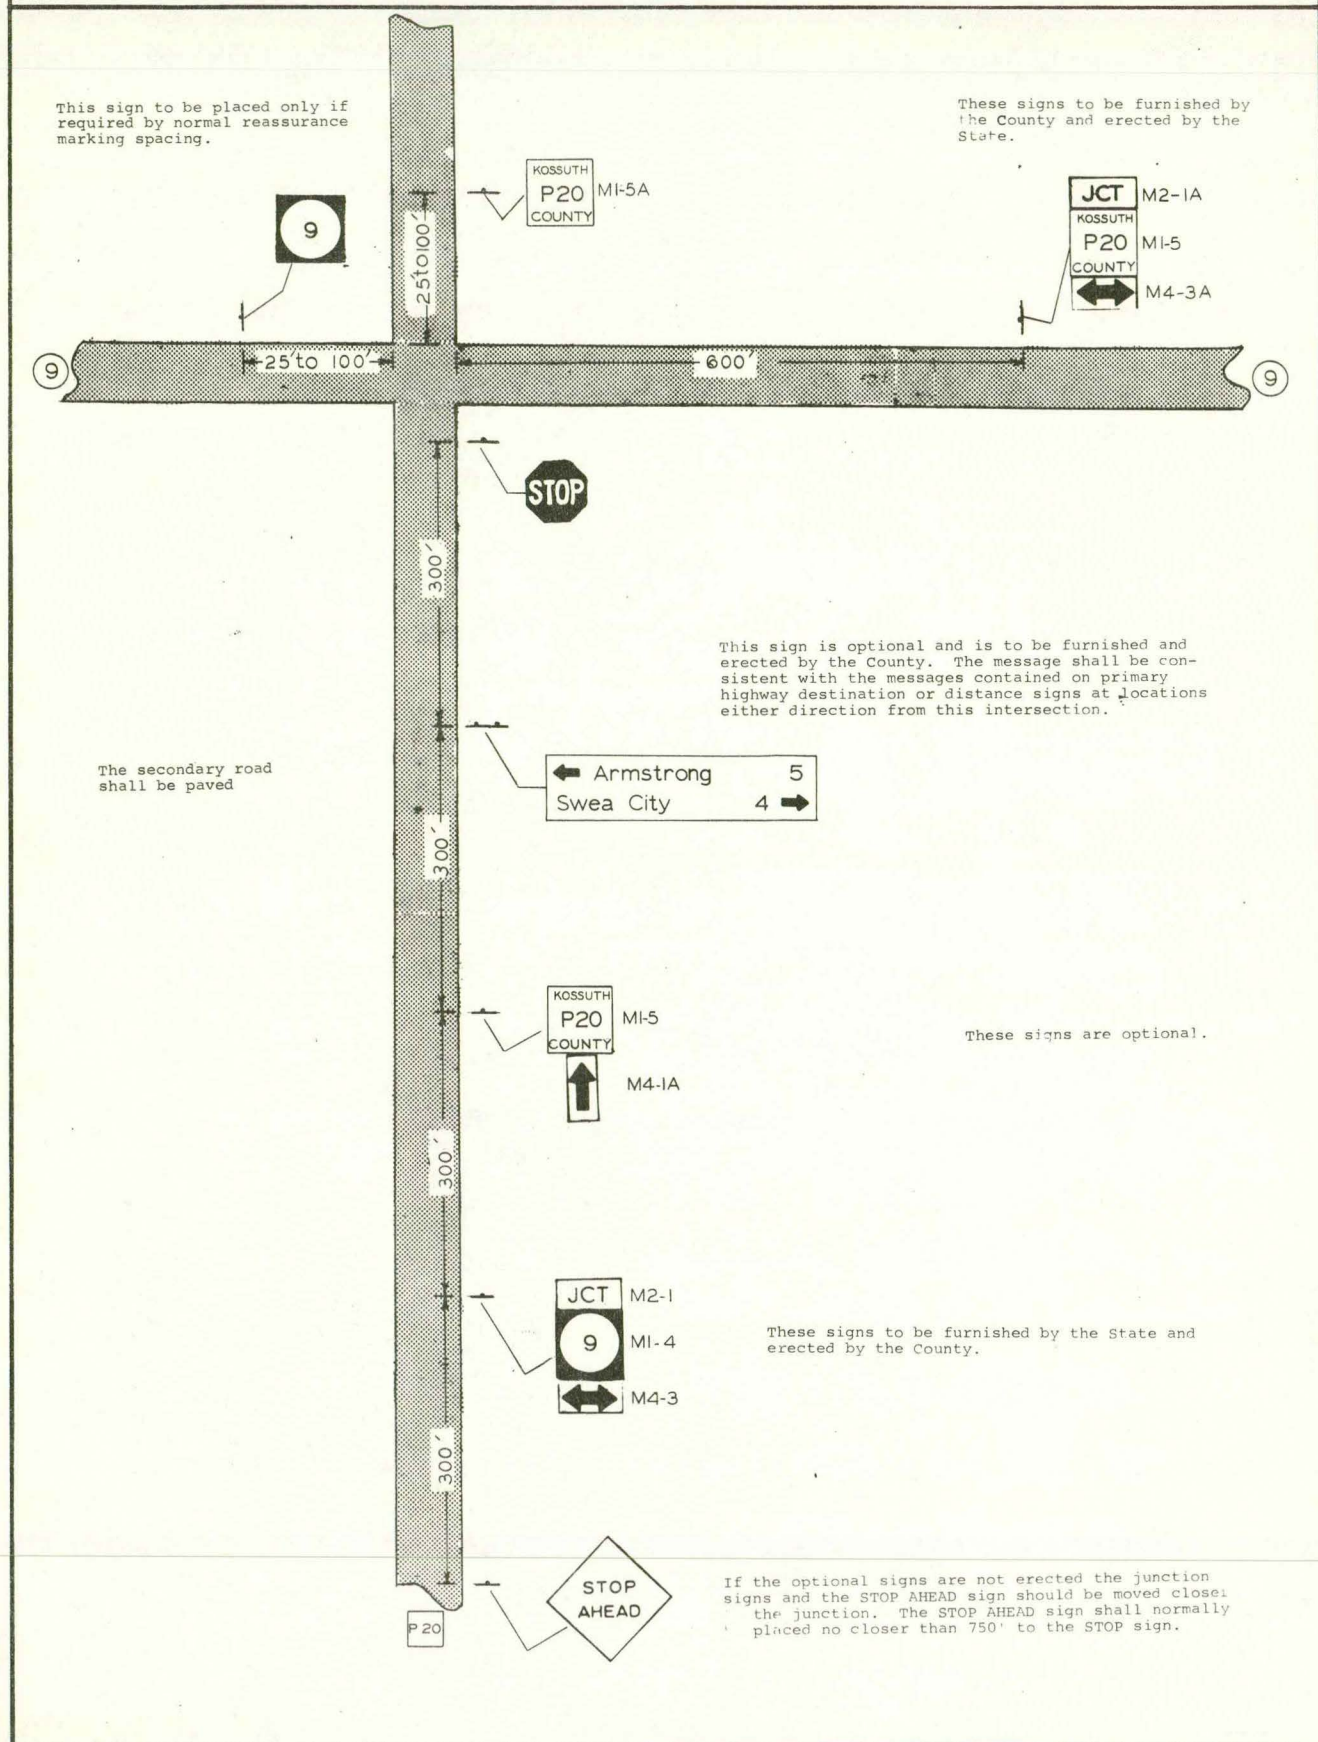 This sign to be placed only if
required by normal reassurance
marking spacing.
These signs to be furnished by
the County and erected by the
State.
9
KOSSUTH
P20
COUNTY
M1-5A
JCT
M2-1A
KOSSUTH
P20
COUNTY
M1-5
M4-3A
25'to100'
9
25'to 100'
600'
9
STOP
300'
This sign is optional and is to be furnished and
erected by the County. The message shall be con-
sistent with the messages contained on primary
highway destination or distance signs at locations
either direction from this intersection.
The secondary road
shall be paved
Armstrong 5
Swea City 4
300'
KOSSUTH
P20
COUNTY
M1-5
M4-1A
These signs are optional.
300'
JCT
M2-1
9
M1-4
M4-3
These signs to be furnished by the State and
erected by the County.
300'
STOP
AHEAD
P 20
If the optional signs are not erected the junction
signs and the STOP AHEAD sign should be moved closer
the junction. The STOP AHEAD sign shall normally
placed no closer than 750' to the STOP sign.